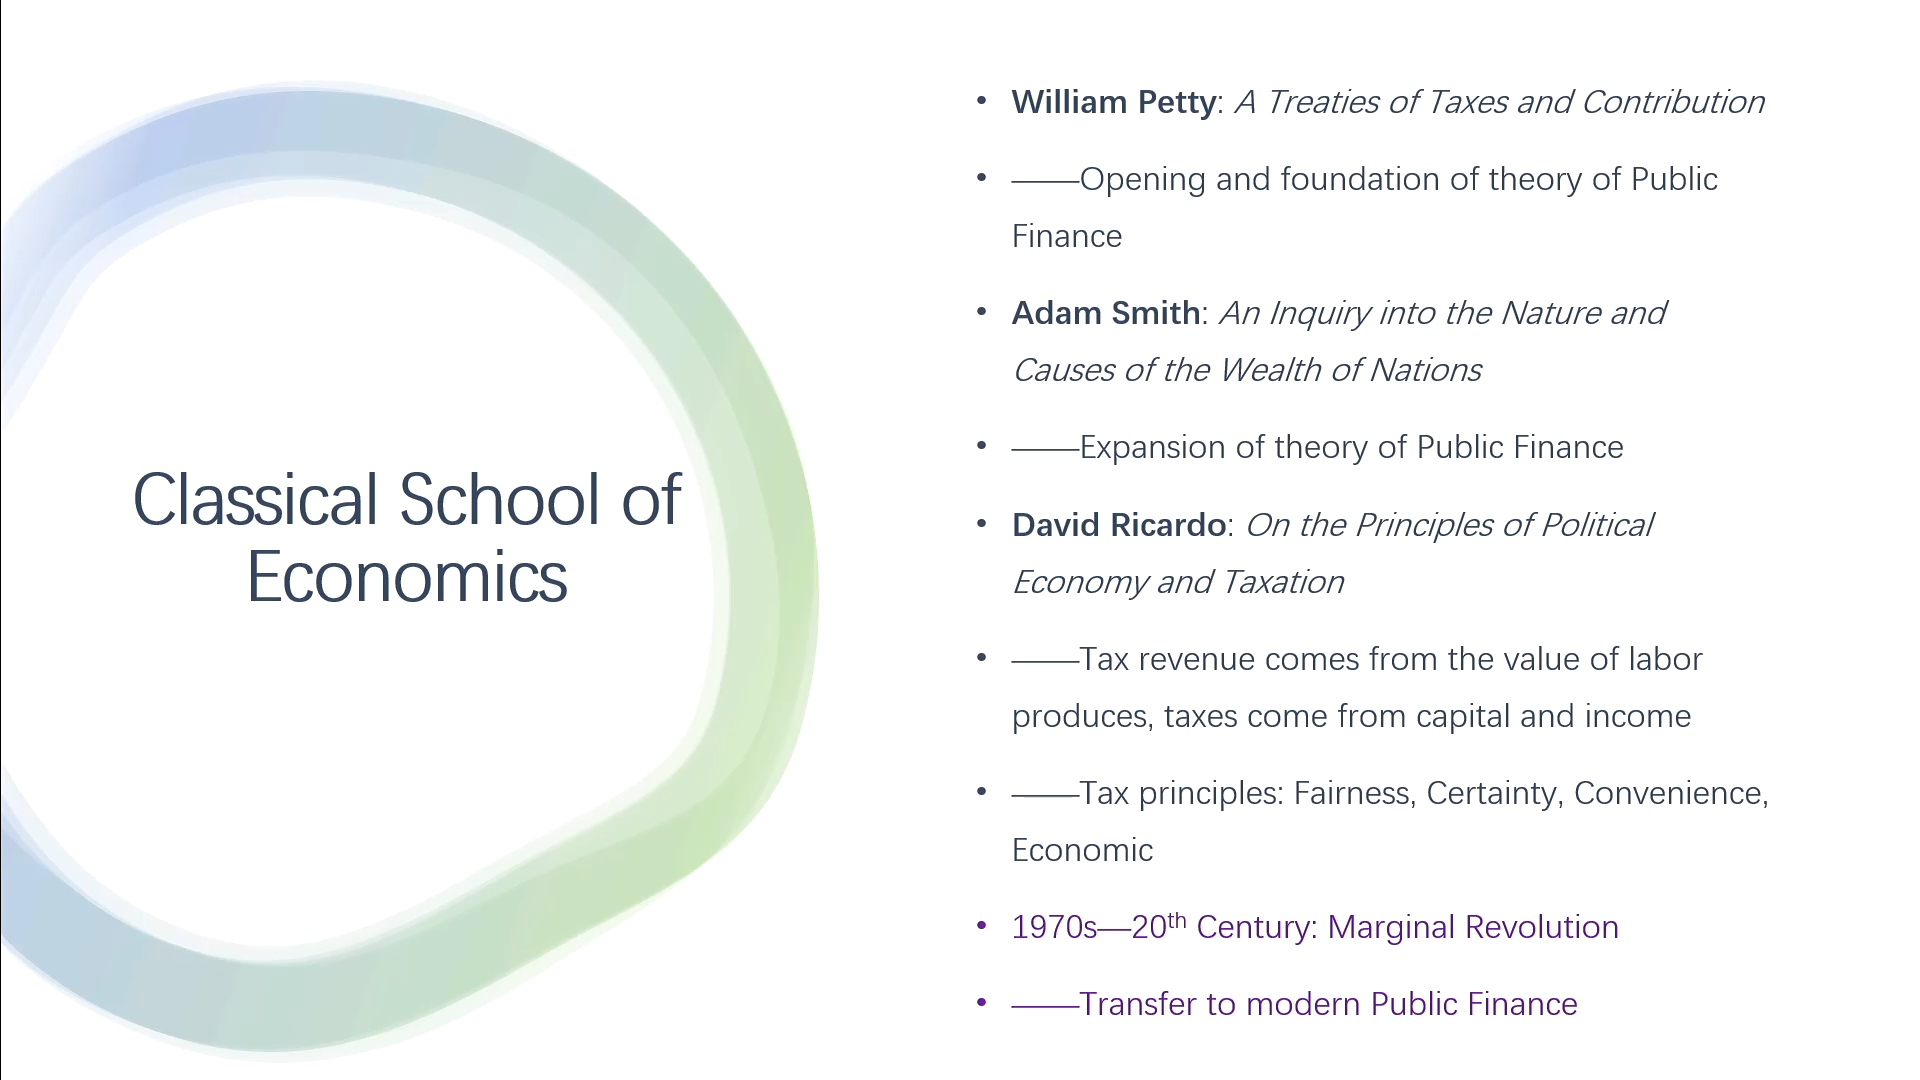 Classical School of
Economics
• William Petty: A Treaties of Taxes and Contribution
• ——Opening and foundation of theory of Public
Finance
• Adam Smith: An Inquiry into the Nature and
Causes of the Wealth of Nations
• ——Expansion of theory of Public Finance
• David Ricardo: On the Principles of Political
Economy and Taxation
• ——Tax revenue comes from the value of labor
produces, taxes come from capital and income
• ——Tax principles: Fairness, Certainty, Convenience,
Economic
• 1970s—20th Century: Marginal Revolution
• ——Transfer to modern Public Finance